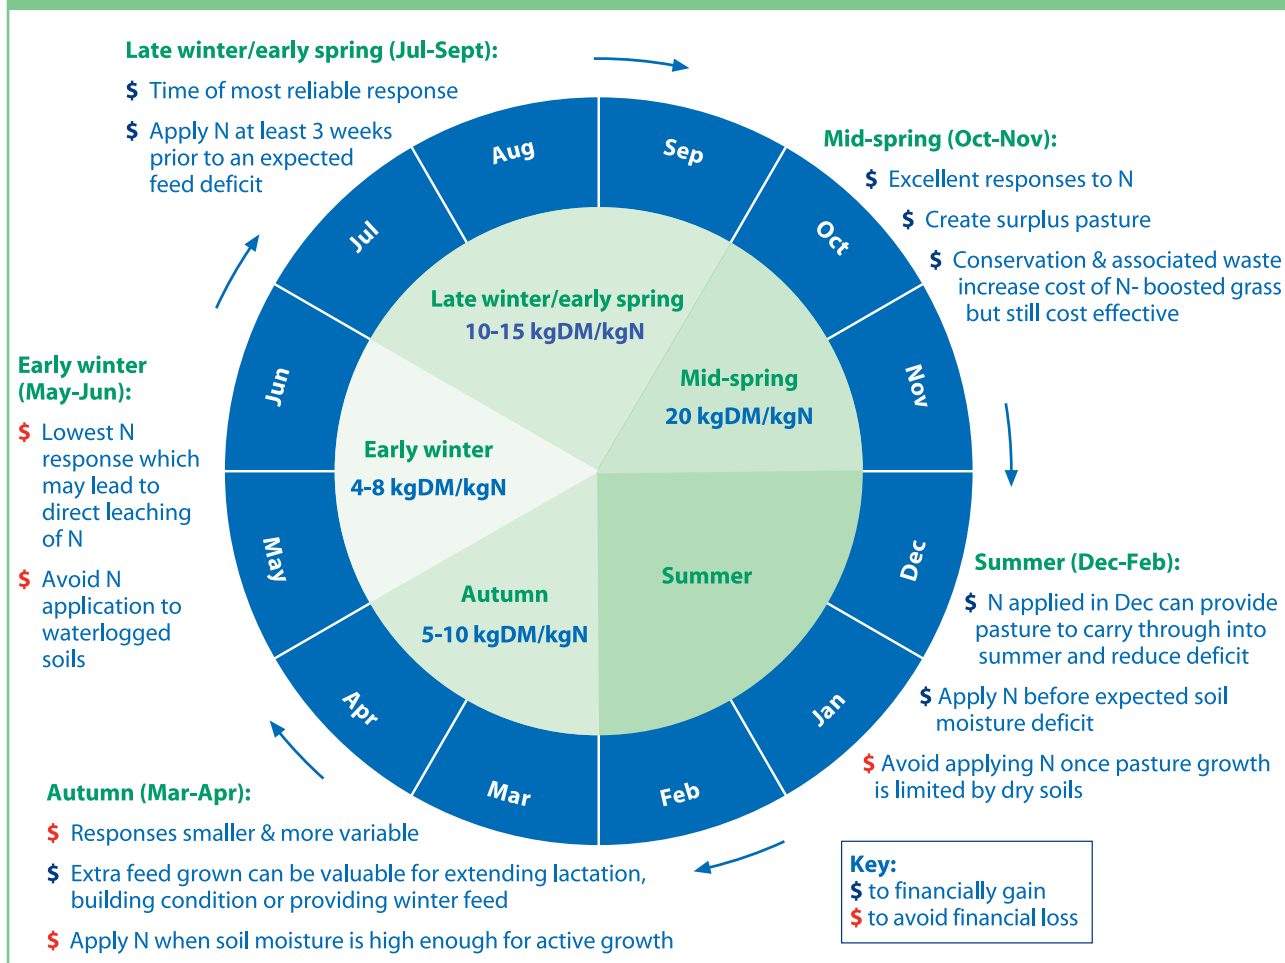 Late winter/early spring (Jul-Sept):
$ Time of most reliable response
$ Apply N at least 3 weeks
prior to an expected
feed deficit
Mid-spring (Oct-Nov):
$ Excellent responses to N
$ Create surplus pasture
$ Conservation & associated waste
increase cost of N- boosted grass
but still cost effective
Summer (Dec-Feb):
$ N applied in Dec can provide
pasture to carry through into
summer and reduce deficit
$ Apply N before expected soil
moisture deficit
$ Avoid applying N once pasture growth
is limited by dry soils
Autumn (Mar-Apr):
$ Responses smaller & more variable
$ Extra feed grown can be valuable for extending lactation,
building condition or providing winter feed
$ Apply N when soil moisture is high enough for active growth
Early winter
(May-Jun):
$ Lowest N
response which
may lead to
direct leaching
of N
$ Avoid N
application to
waterlogged
soils
Aug
Sep
Oct
Nov
Dec
Jan
Feb
Mar
Apr
May
Jun
Jul
Late winter/early spring
10-15 kgDM/kgN
Mid-spring
20 kgDM/kgN
Summer
Autumn
5-10 kgDM/kgN
Early winter
4-8 kgDM/kgN
Key:
$ to financially gain
$ to avoid financial loss